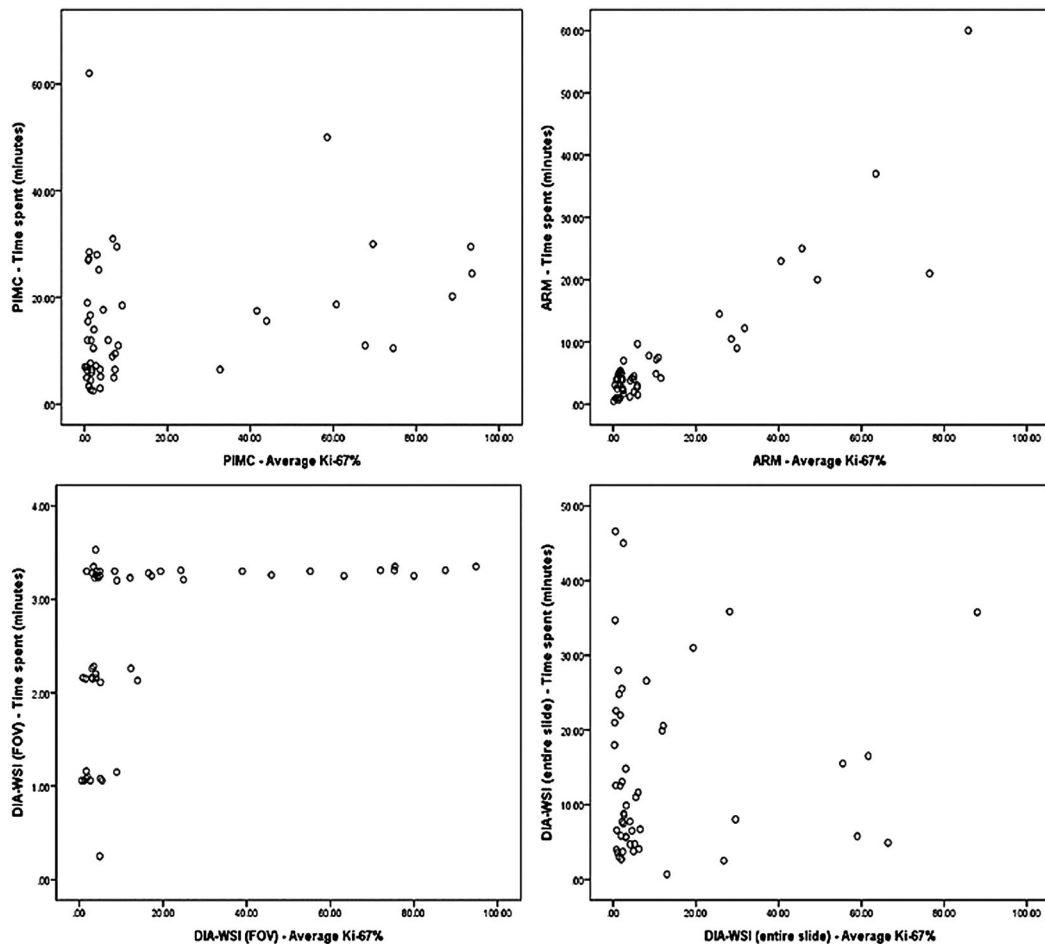 PIMC - Time spent (minutes)
60.00
40.00
20.00
.00
.00 20.00 40.00 60.00 80.00 100.00
PIMC - Average Ki-67%
ARM - Time spent (minutes)
60.00
50.00
40.00
30.00
20.00
10.00
.00
.00 20.00 40.00 60.00 80.00 100.00
ARM - Average Ki-67%
DIA-WSI (FOV) - Time spent (minutes)
4.00
3.00
2.00
1.00
.00
.00 20.00 40.00 60.00 80.00 100.00
DIA-WSI (FOV) - Average Ki-67%
DIA-WSI (entire slide) - Time spent (minutes)
50.00
40.00
30.00
20.00
10.00
.00
.00 20.00 40.00 60.00 80.00 100.00
DIA-WSI (entire slide) - Average Ki-67%